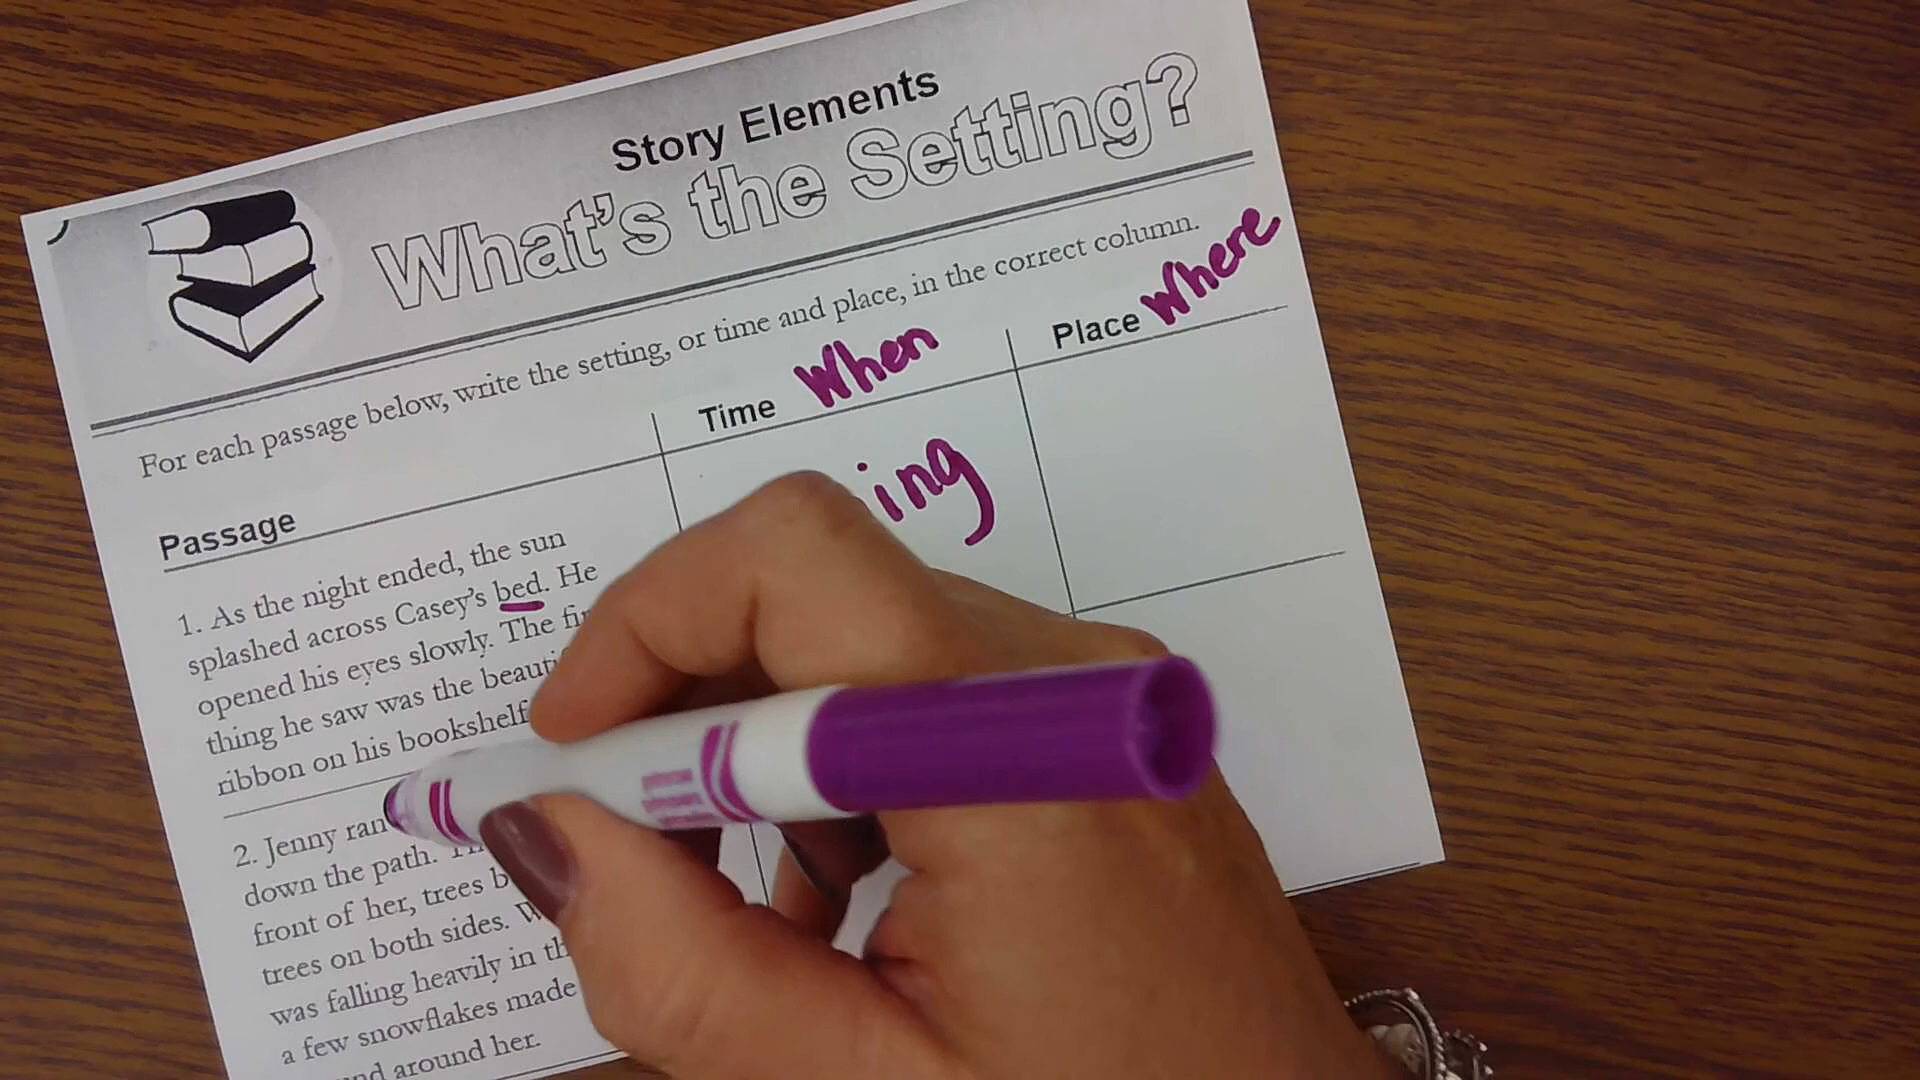 Story Elements
What's the Setting?
For each passage below, write the setting, or time and place, in the correct column.
Passage
Time When
Place Where
ing
1. As the night ended, the sun
splashed across Casey's bed. He
opened his eyes slowly. The
thing he saw was the
ribbon on his bookshelf
2. Jenny ran
down the path.
front of her, trees
trees on both sides.
was falling heavily in
a few snowflakes made
around her.